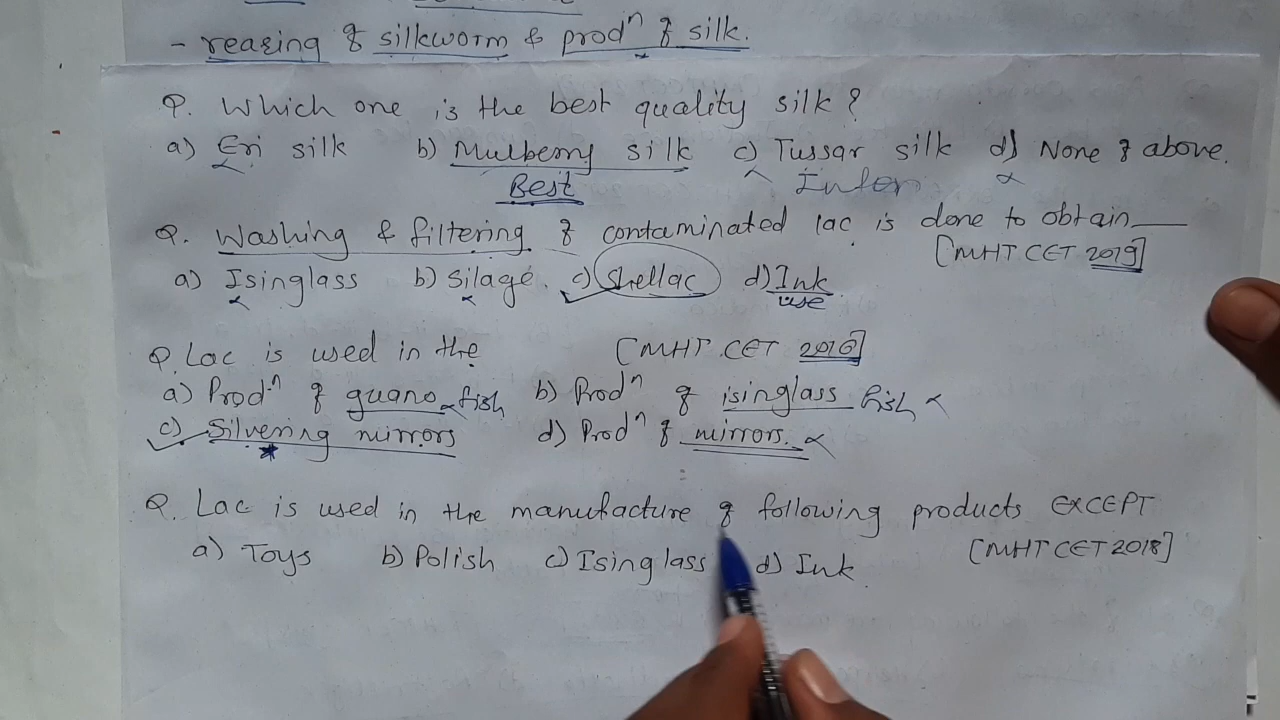 - rearing of silkworm & prodⁿ of silk.
Q. Which one is the best quality silk?
a) Eri silk b) Mulberry silk c) Tussar silk d) None of above.
Best
Q. Washing & filtering of contaminated lac is done to obtain___
[MHT CET 2019]
a) Isinglass b) Silage. c) Shellac d) Ink
use
Q. Lac is used in the [MHT CET 2016]
a) Prodⁿ of guano fish b) Prodⁿ of isinglass fish
c) Silvering mirrors d) Prodⁿ of mirrors.
Q. Lac is used in the manufacture of following products EXCEPT
[MHT CET 2018]
a) Toys b) Polish c) Isinglass d) Ink.